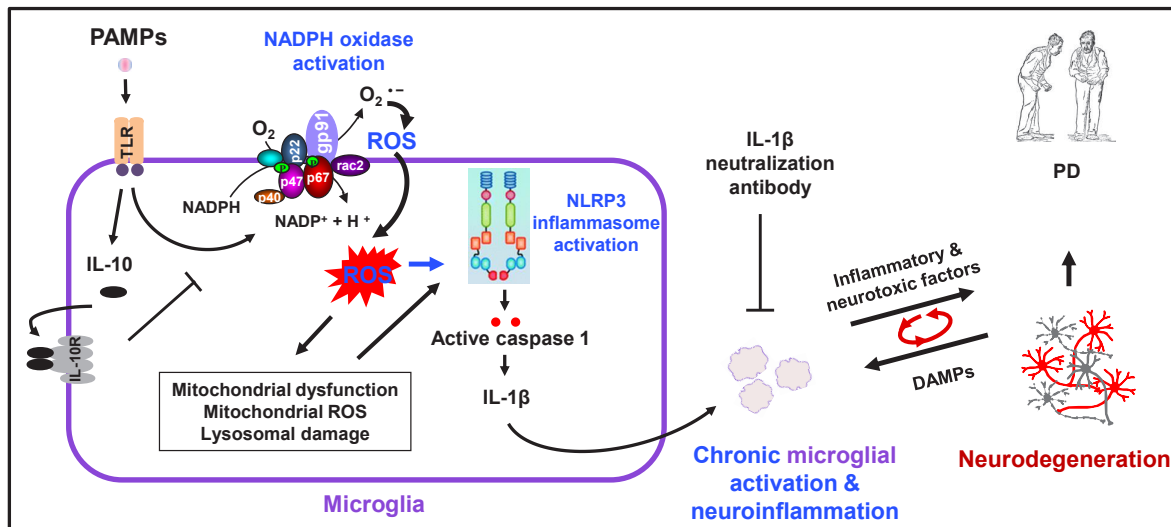 PAMPs
NADPH oxidase
activation
TLR
O₂
O₂ •−
ROS
p22
gp91
P
P
p47
p67
rac2
p40
NADPH
NADP⁺ + H ⁺
IL-10
IL-10R
ROS
NLRP3
inflammasome
activation
Active caspase 1
IL-1β
Mitochondrial dysfunction
Mitochondrial ROS
Lysosomal damage
Microglia
IL-1β
neutralization
antibody
Chronic microglial
activation &
neuroinflammation
Inflammatory &
neurotoxic factors
DAMPs
PD
Neurodegeneration